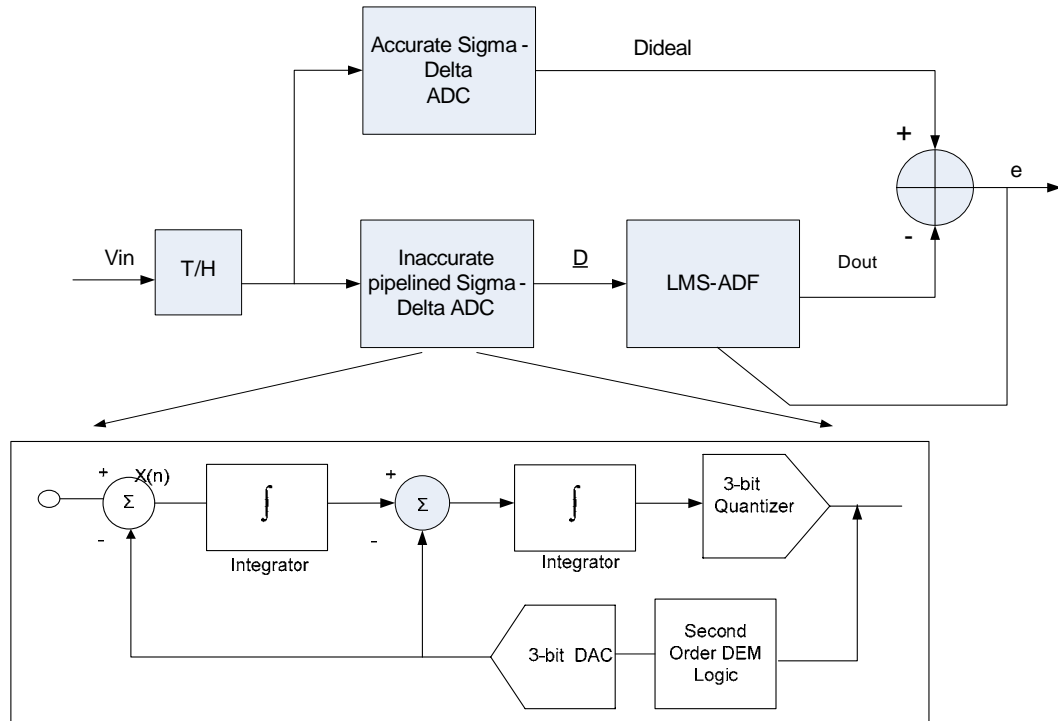 Accurate Sigma -
Delta
ADC
Dideal
+
e
-
Vin
T/H
Inaccurate
pipelined Sigma -
Delta ADC
D
LMS-ADF
Dout
+
X(n)
Σ
-
∫
Integrator
+
Σ
-
∫
Integrator
3-bit
Quantizer
3-bit DAC
Second
Order DEM
Logic